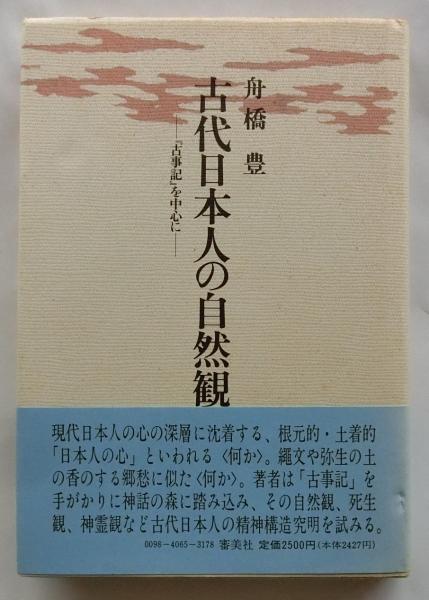 舟橋 豊
古代日本人の自然観
──『古事記』を中心に──
現代日本人の心の深層に沈着する、根元的・土着的
「日本人の心」といわれる〈何か〉。縄文や弥生の土
の香のする郷愁に似た〈何か〉。著者は「古事記」を
手がかりに神話の森に踏み込み、その自然観、死生
観、神霊観など古代日本人の精神構造究明を試みる。
0098-4065-3178 審美社 定価2500円(本体2427円)